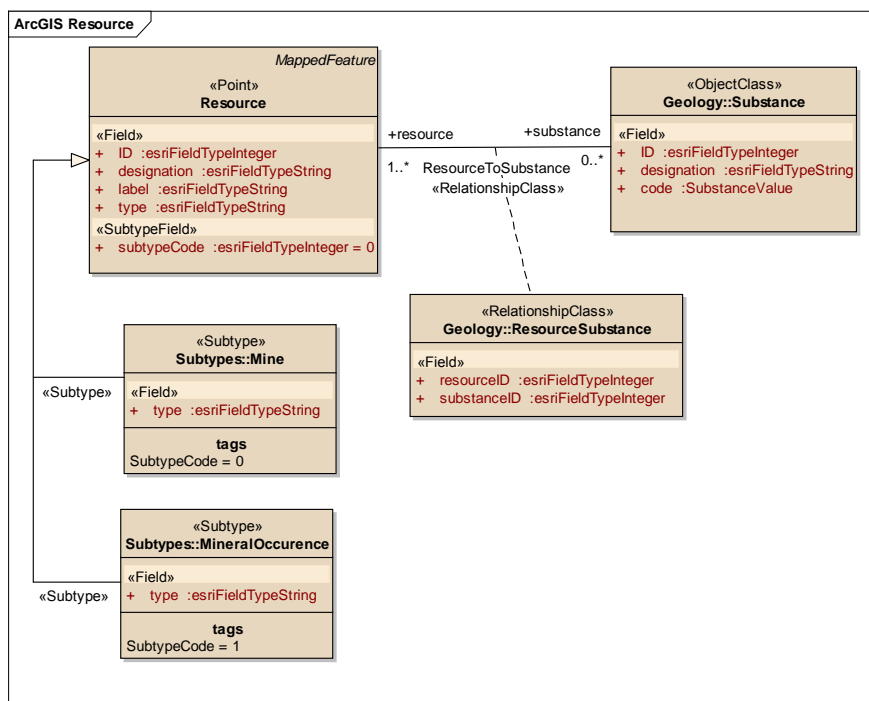 ArcGIS Resource
MappedFeature
«Point»
Resource
«Field»
+ ID :esriFieldTypeInteger
+ designation :esriFieldTypeString
+ label :esriFieldTypeString
+ type :esriFieldTypeString
«SubtypeField»
+ subtypeCode :esriFieldTypeInteger = 0
+resource
+substance
1..*
ResourceToSubstance
0..*
«RelationshipClass»
«ObjectClass»
Geology::Substance
«Field»
+ ID :esriFieldTypeInteger
+ designation :esriFieldTypeString
+ code :SubstanceValue
«RelationshipClass»
Geology::ResourceSubstance
«Field»
+ resourceID :esriFieldTypeInteger
+ substanceID :esriFieldTypeInteger
«Subtype»
Subtypes::Mine
«Field»
+ type :esriFieldTypeString
tags
SubtypeCode = 0
«Subtype»
«Subtype»
Subtypes::MineralOccurence
«Field»
+ type :esriFieldTypeString
tags
SubtypeCode = 1
«Subtype»